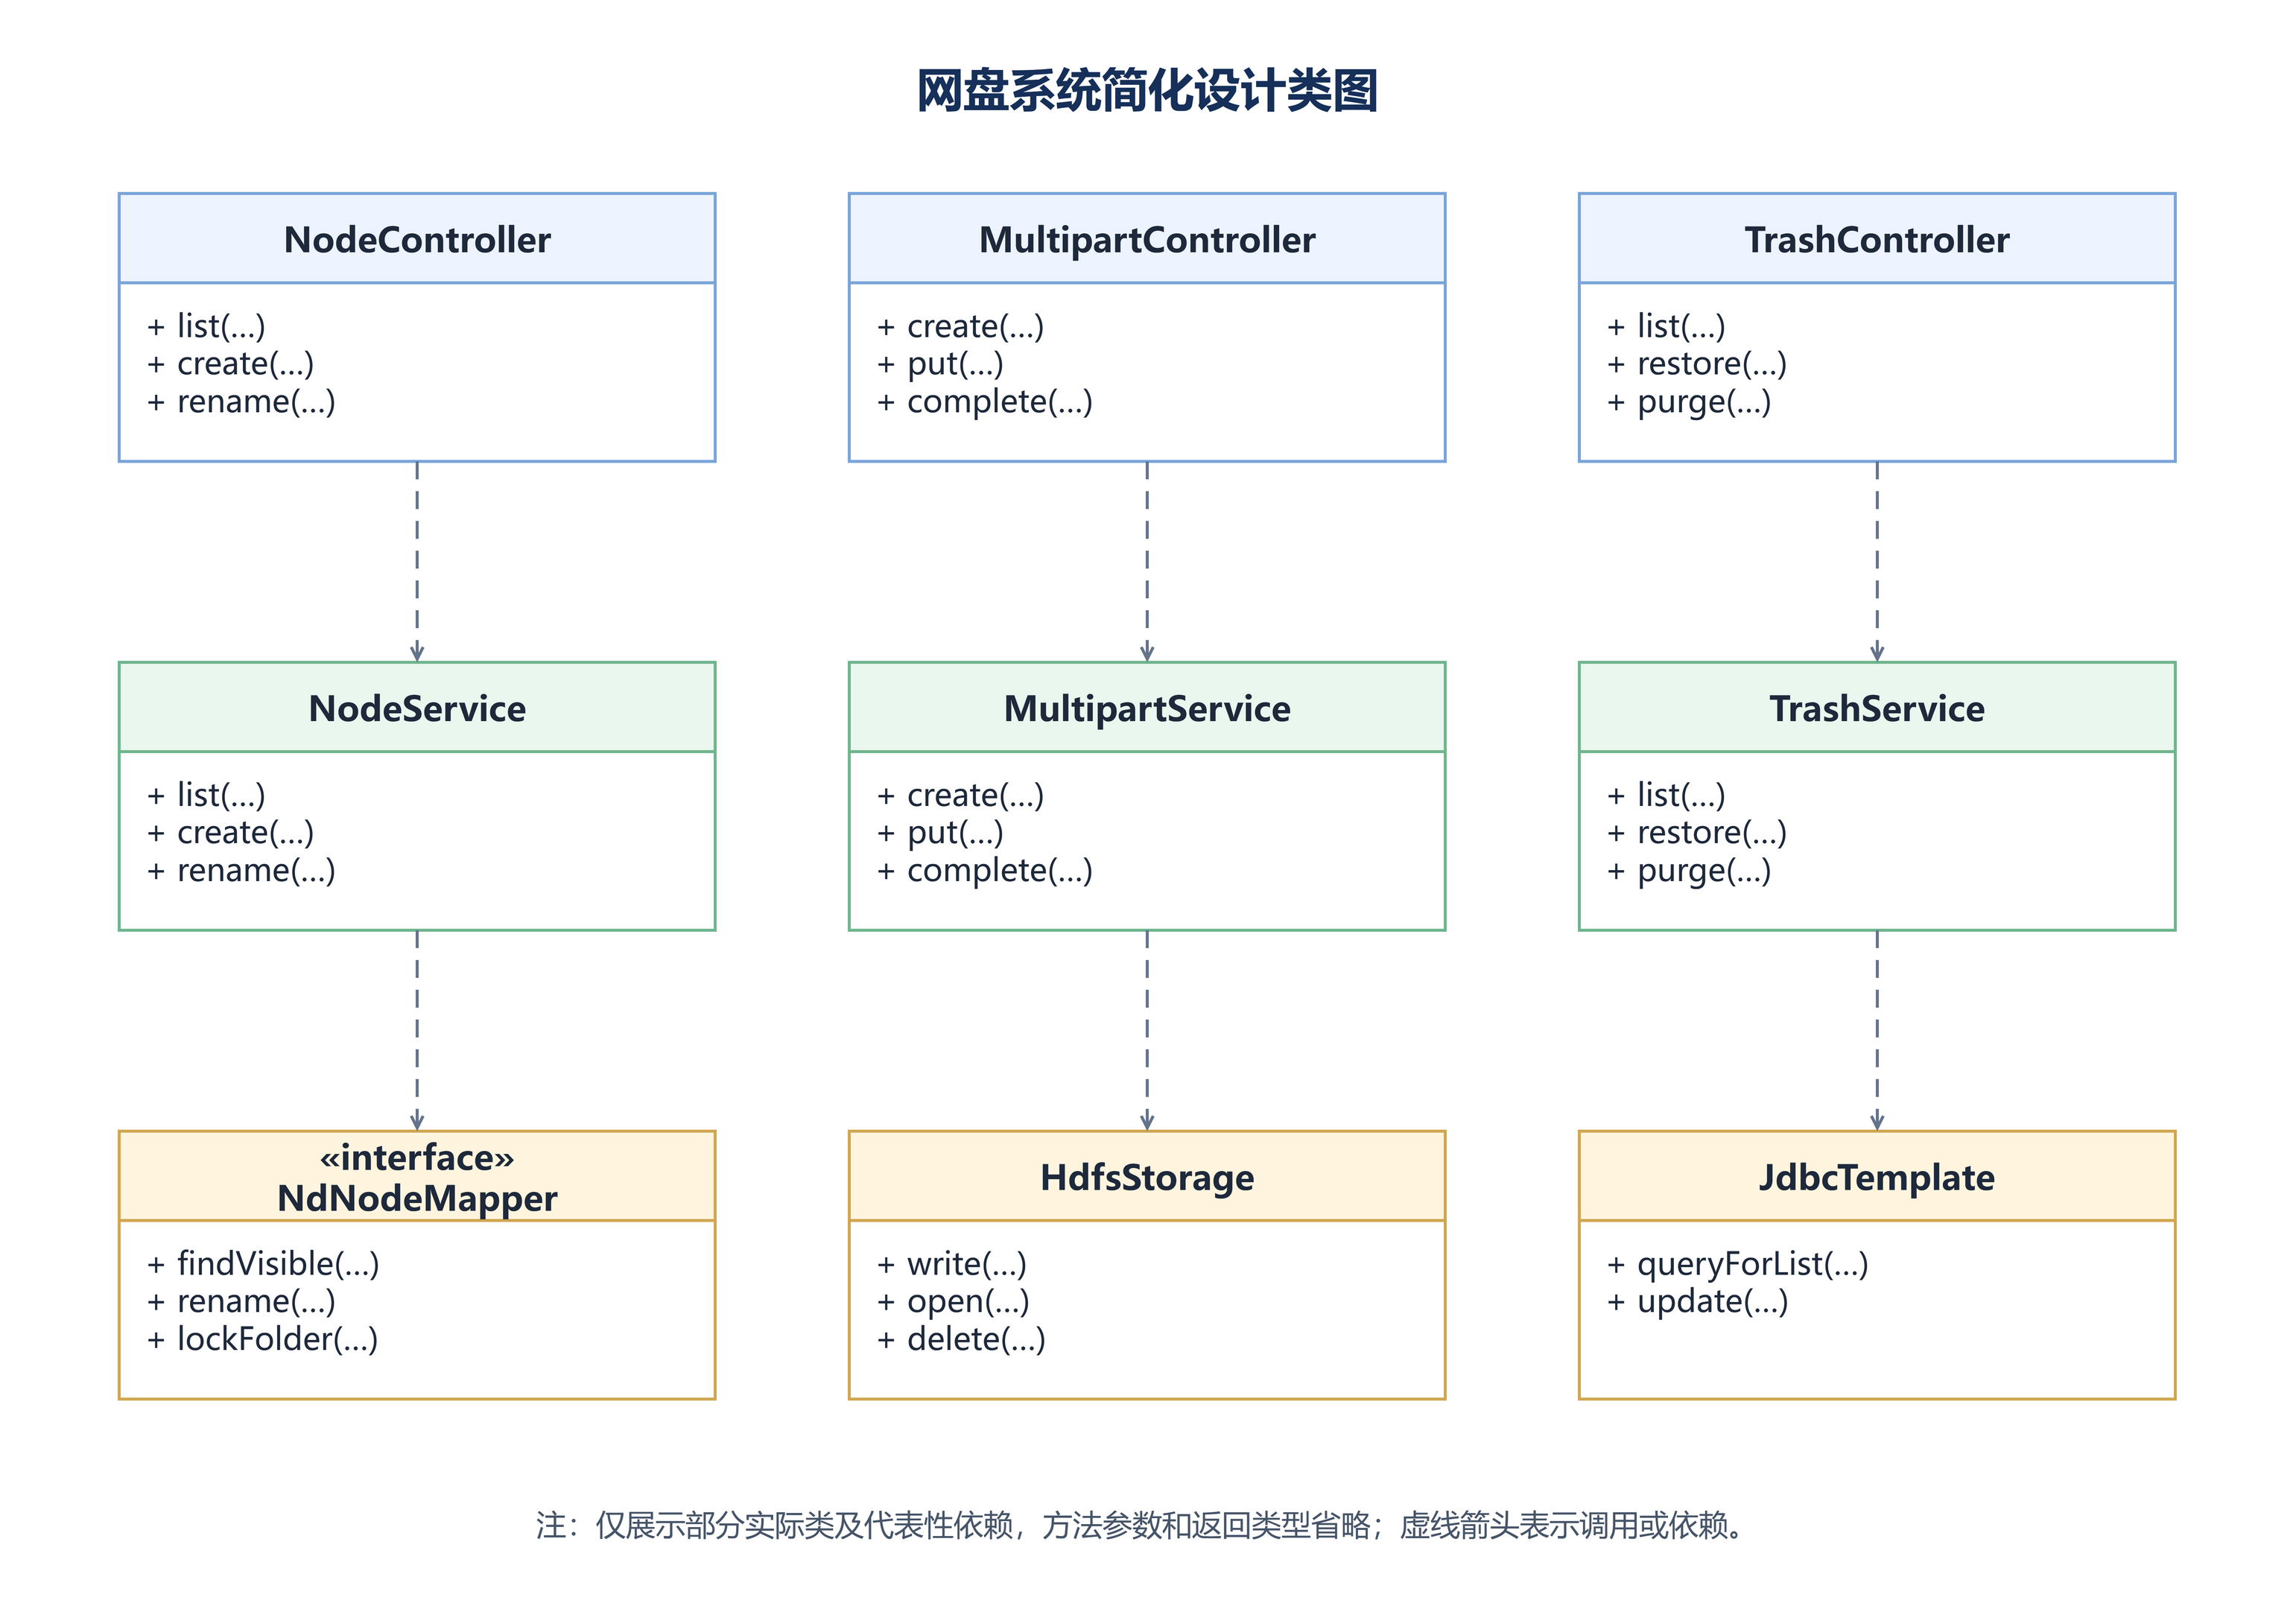 网盘系统简化设计类图
NodeController
+ list(...)
+ create(...)
+ rename(...)
MultipartController
+ create(...)
+ put(...)
+ complete(...)
TrashController
+ list(...)
+ restore(...)
+ purge(...)
NodeService
+ list(...)
+ create(...)
+ rename(...)
MultipartService
+ create(...)
+ put(...)
+ complete(...)
TrashService
+ list(...)
+ restore(...)
+ purge(...)
«interface»
NdNodeMapper
+ findVisible(...)
+ rename(...)
+ lockFolder(...)
HdfsStorage
+ write(...)
+ open(...)
+ delete(...)
JdbcTemplate
+ queryForList(...)
+ update(...)
注：仅展示部分实际类及代表性依赖，方法参数和返回类型省略；虚线箭头表示调用或依赖。